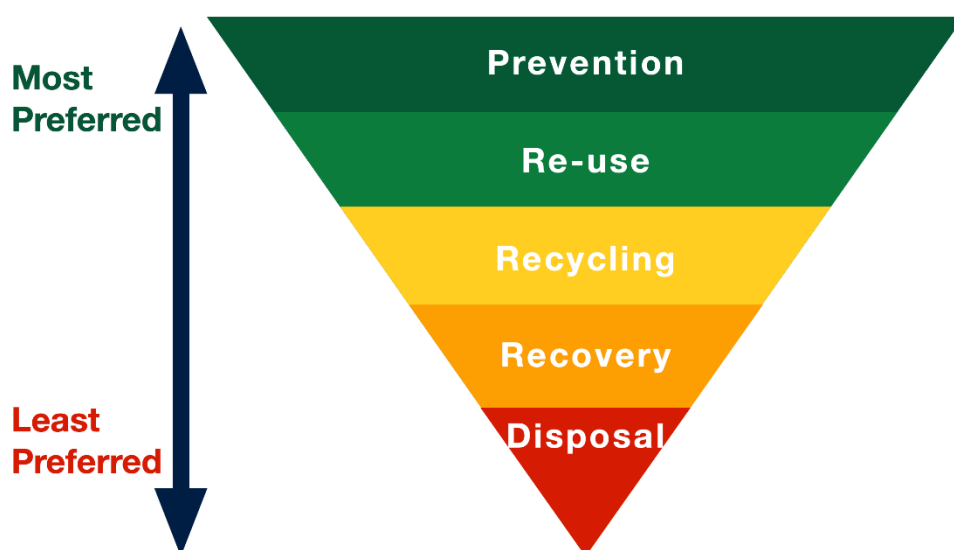 Prevention
Most
Preferred
Re-use
Recycling
Recovery
Least
Preferred
Disposal